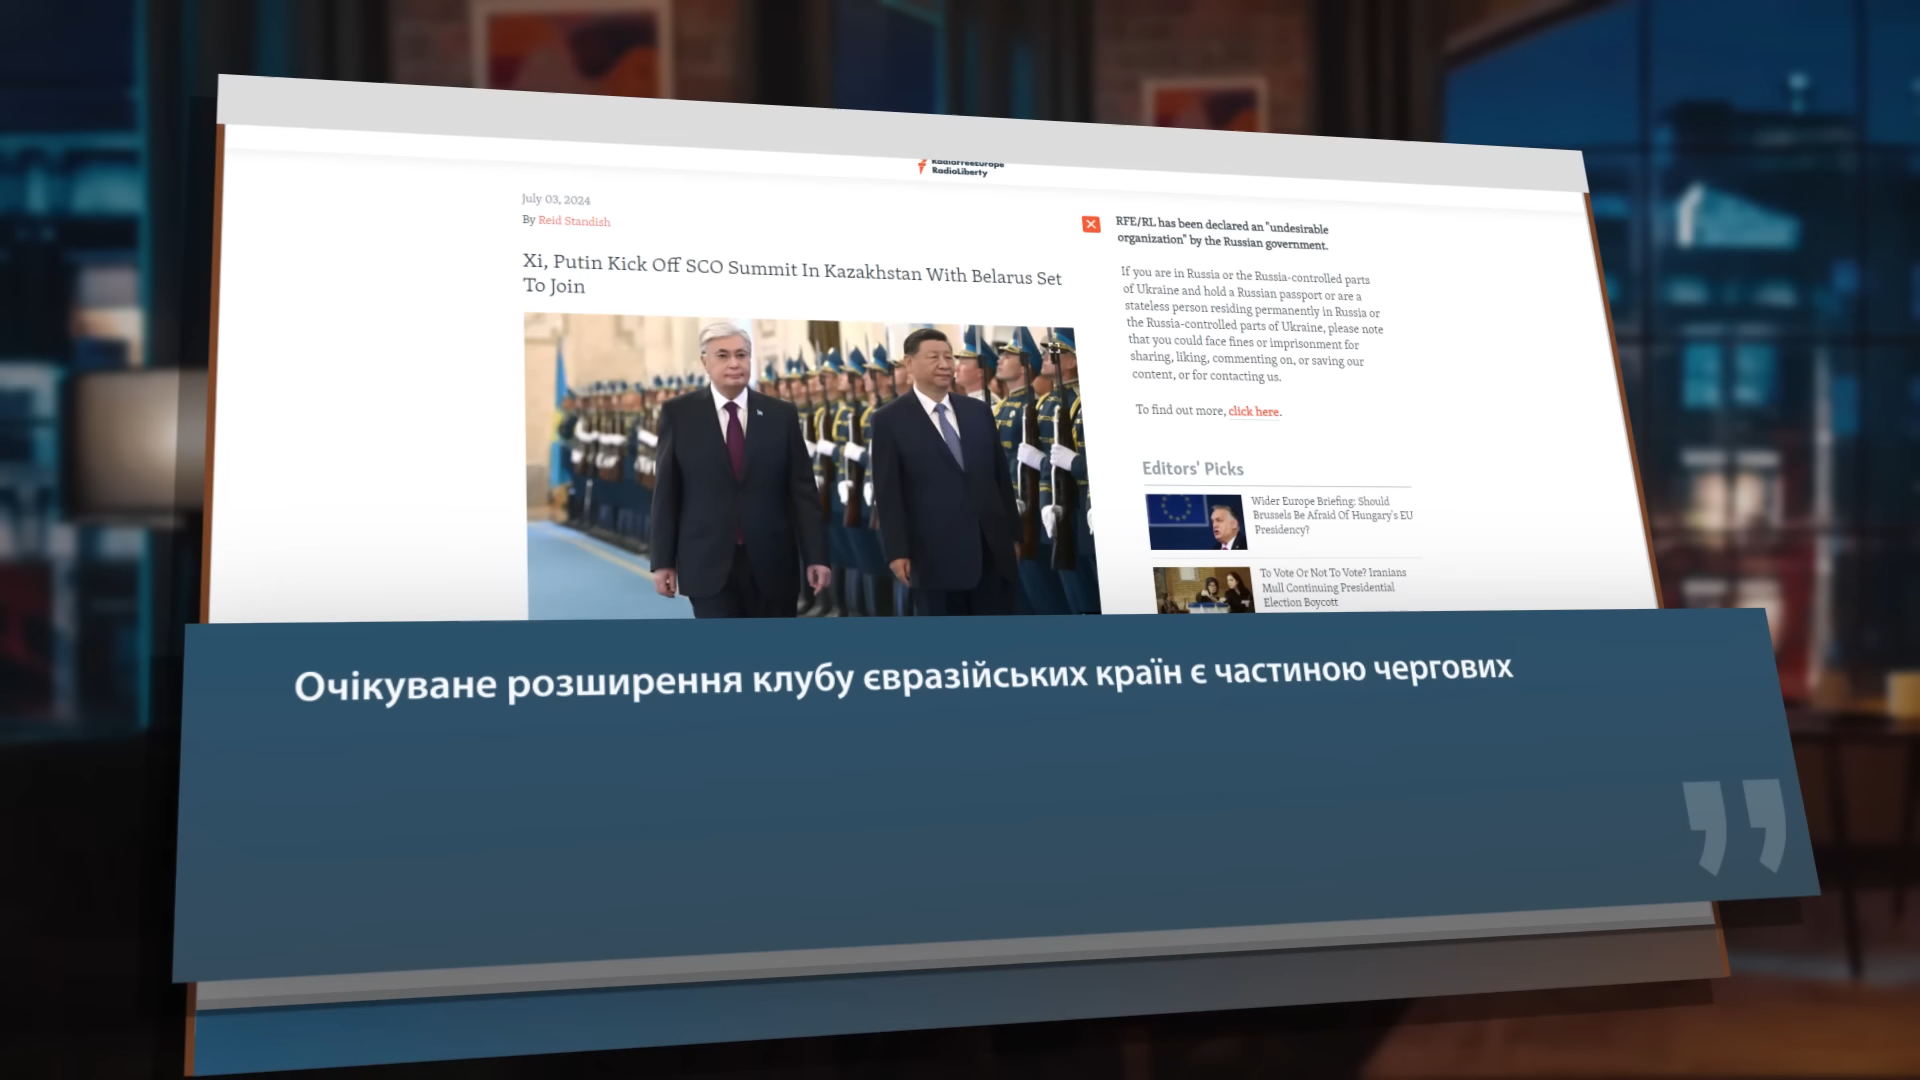 RadioFreeEurope
RadioLiberty
July 03, 2024
By Reid Standish
Xi, Putin Kick Off SCO Summit In Kazakhstan With Belarus Set
To Join
RFE/RL has been declared an "undesirable
organization" by the Russian government.
If you are in Russia or the Russia-controlled parts
of Ukraine and hold a Russian passport or are a
stateless person residing permanently in Russia or
the Russia-controlled parts of Ukraine, please note
that you could face fines or imprisonment for
sharing, liking, commenting on, or saving our
content, or for contacting us.
To find out more, click here.
Editors' Picks
Wider Europe Briefing: Should
Brussels Be Afraid Of Hungary's EU
Presidency?
To Vote Or Not To Vote? Iranians
Mull Continuing Presidential
Election Boycott
Очікуване розширення клубу євразійських країн є частиною чергових
”